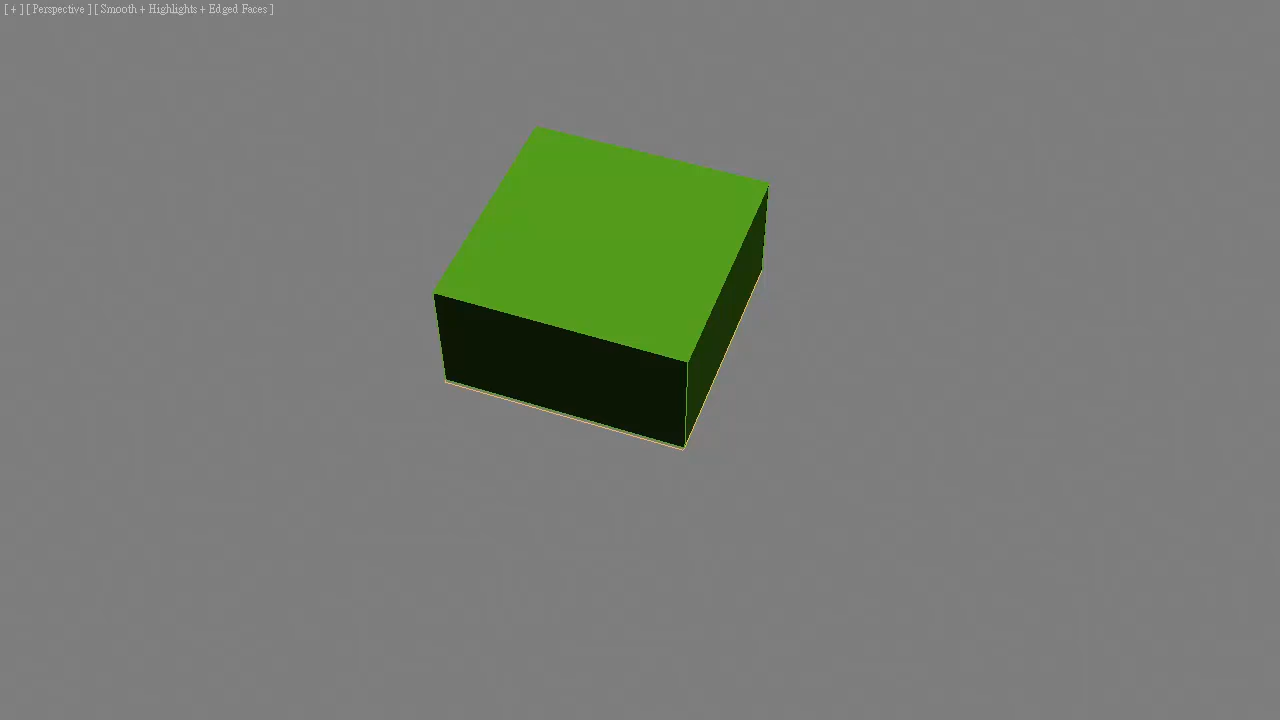 [ + ] [ Perspective ] [ Smooth + Highlights + Edged Faces ]